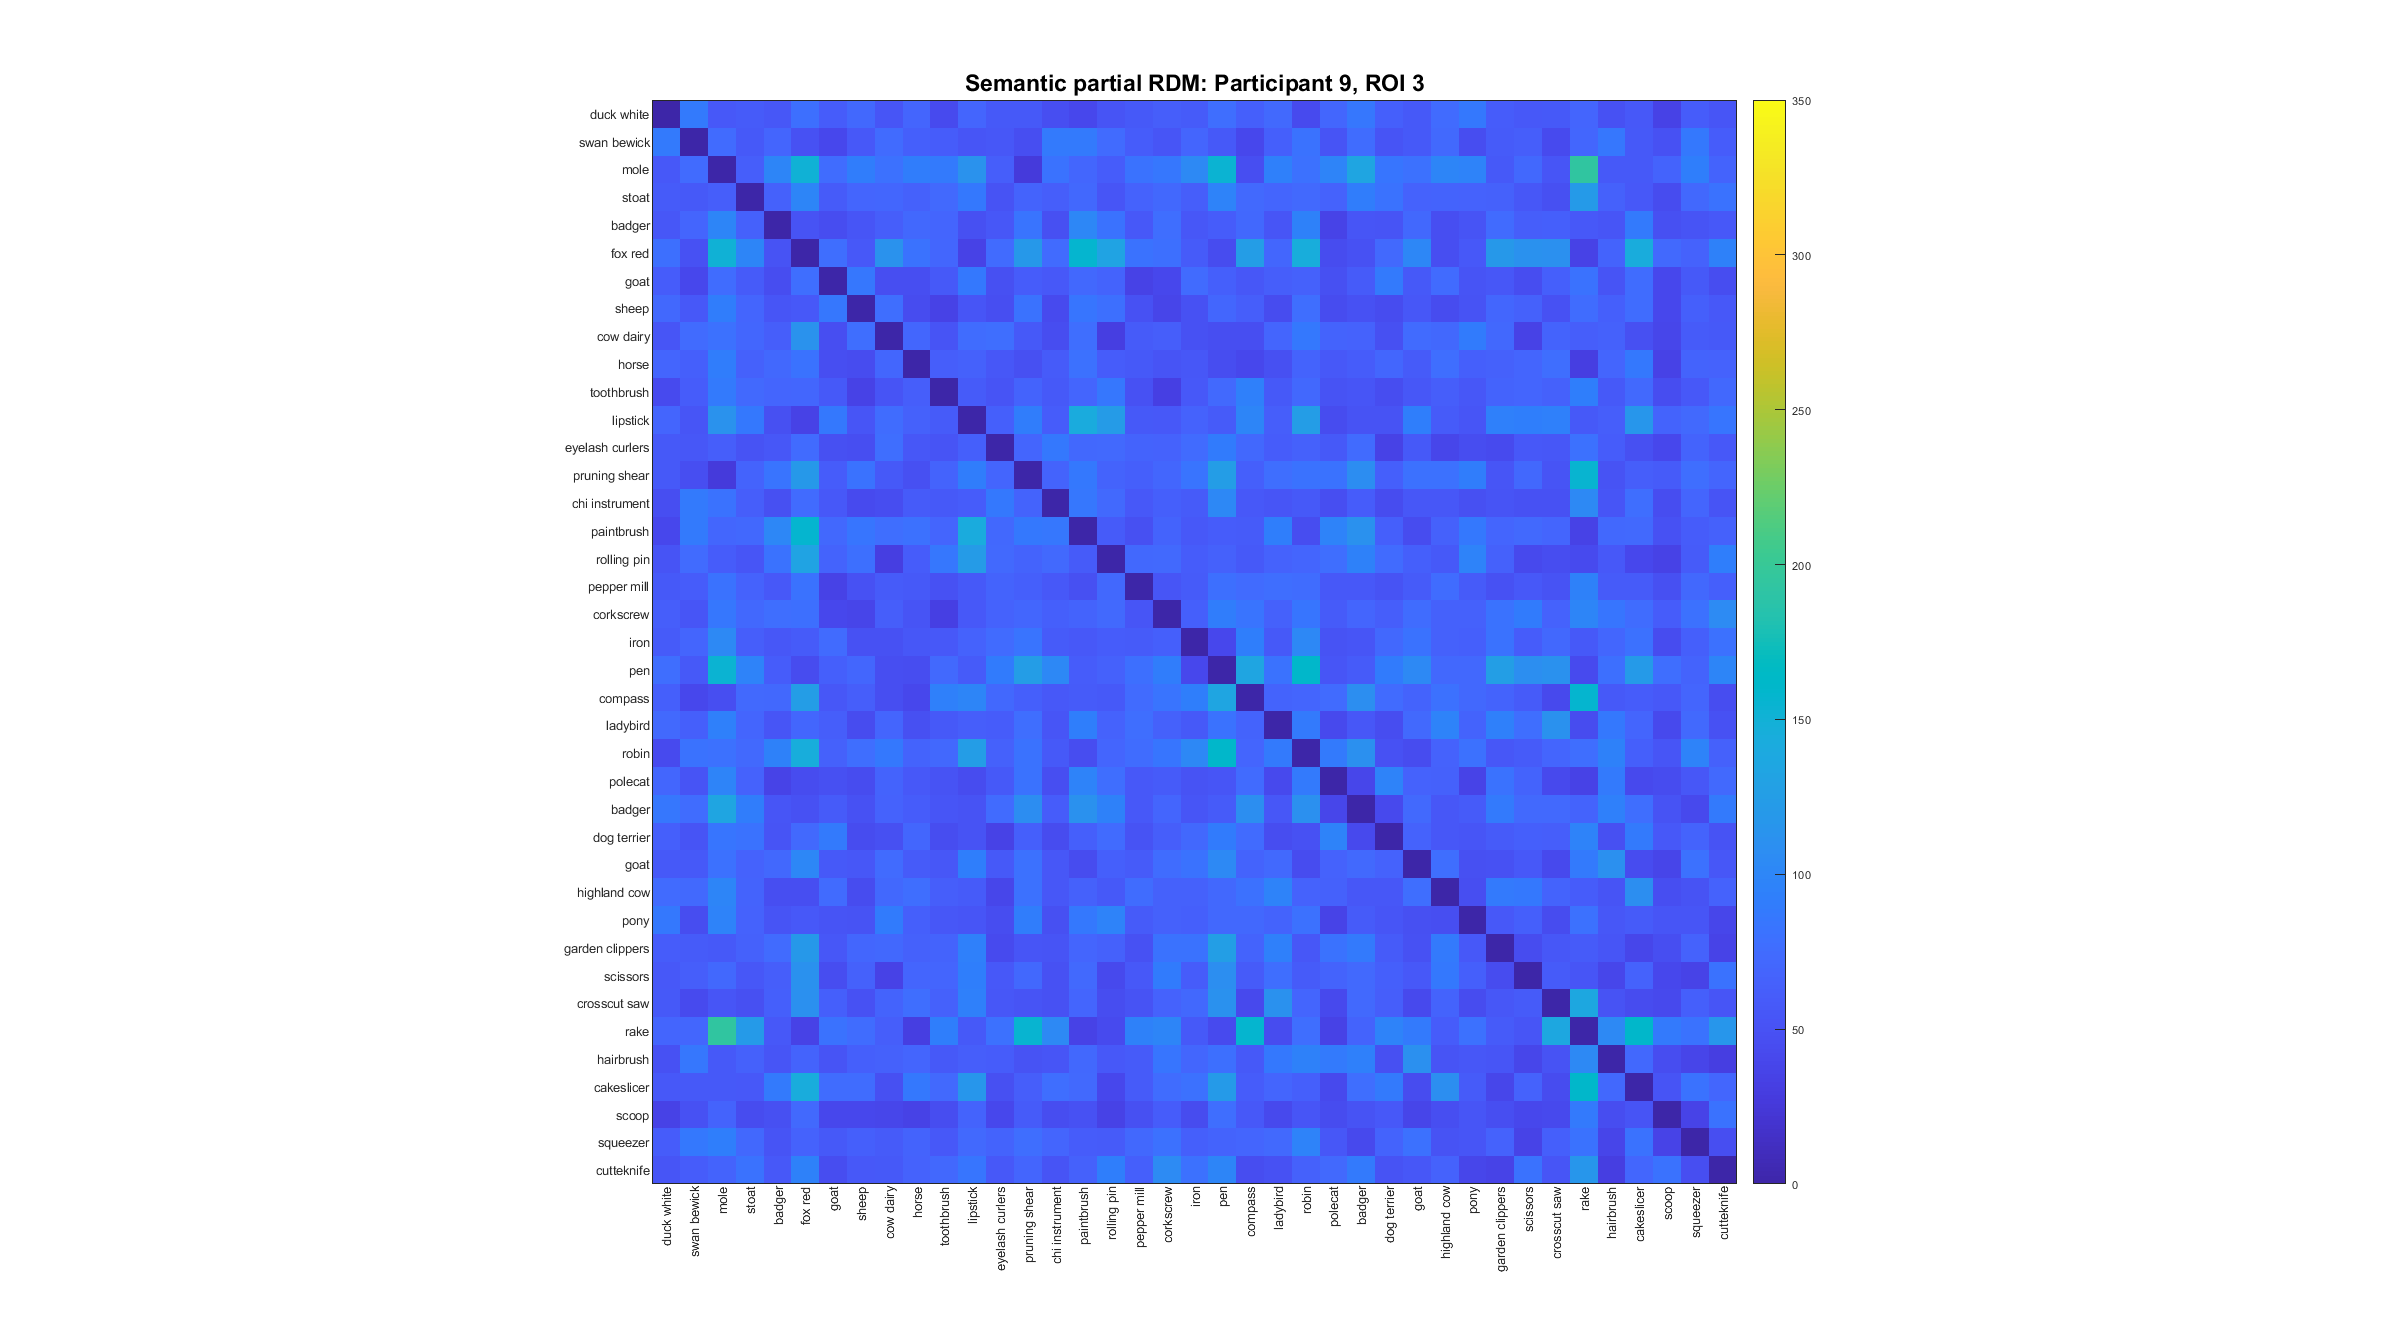 Semantic partial RDM: Participant 9, ROI 3
duck white
swan bewick
mole
stoat
badger
fox red
goat
sheep
cow dairy
horse
toothbrush
lipstick
eyelash curlers
pruning shear
chi instrument
paintbrush
rolling pin
pepper mill
corkscrew
iron
pen
compass
ladybird
robin
polecat
badger
dog terrier
goat
highland cow
pony
garden clippers
scissors
crosscut saw
rake
hairbrush
cakeslicer
scoop
squeezer
cutteknife
duck white
swan bewick
mole
stoat
badger
fox red
goat
sheep
cow dairy
horse
toothbrush
lipstick
eyelash curlers
pruning shear
chi instrument
paintbrush
rolling pin
pepper mill
corkscrew
iron
pen
compass
ladybird
robin
polecat
badger
dog terrier
goat
highland cow
pony
garden clippers
scissors
crosscut saw
rake
hairbrush
cakeslicer
scoop
squeezer
cutteknife
350
300
250
200
150
100
50
0